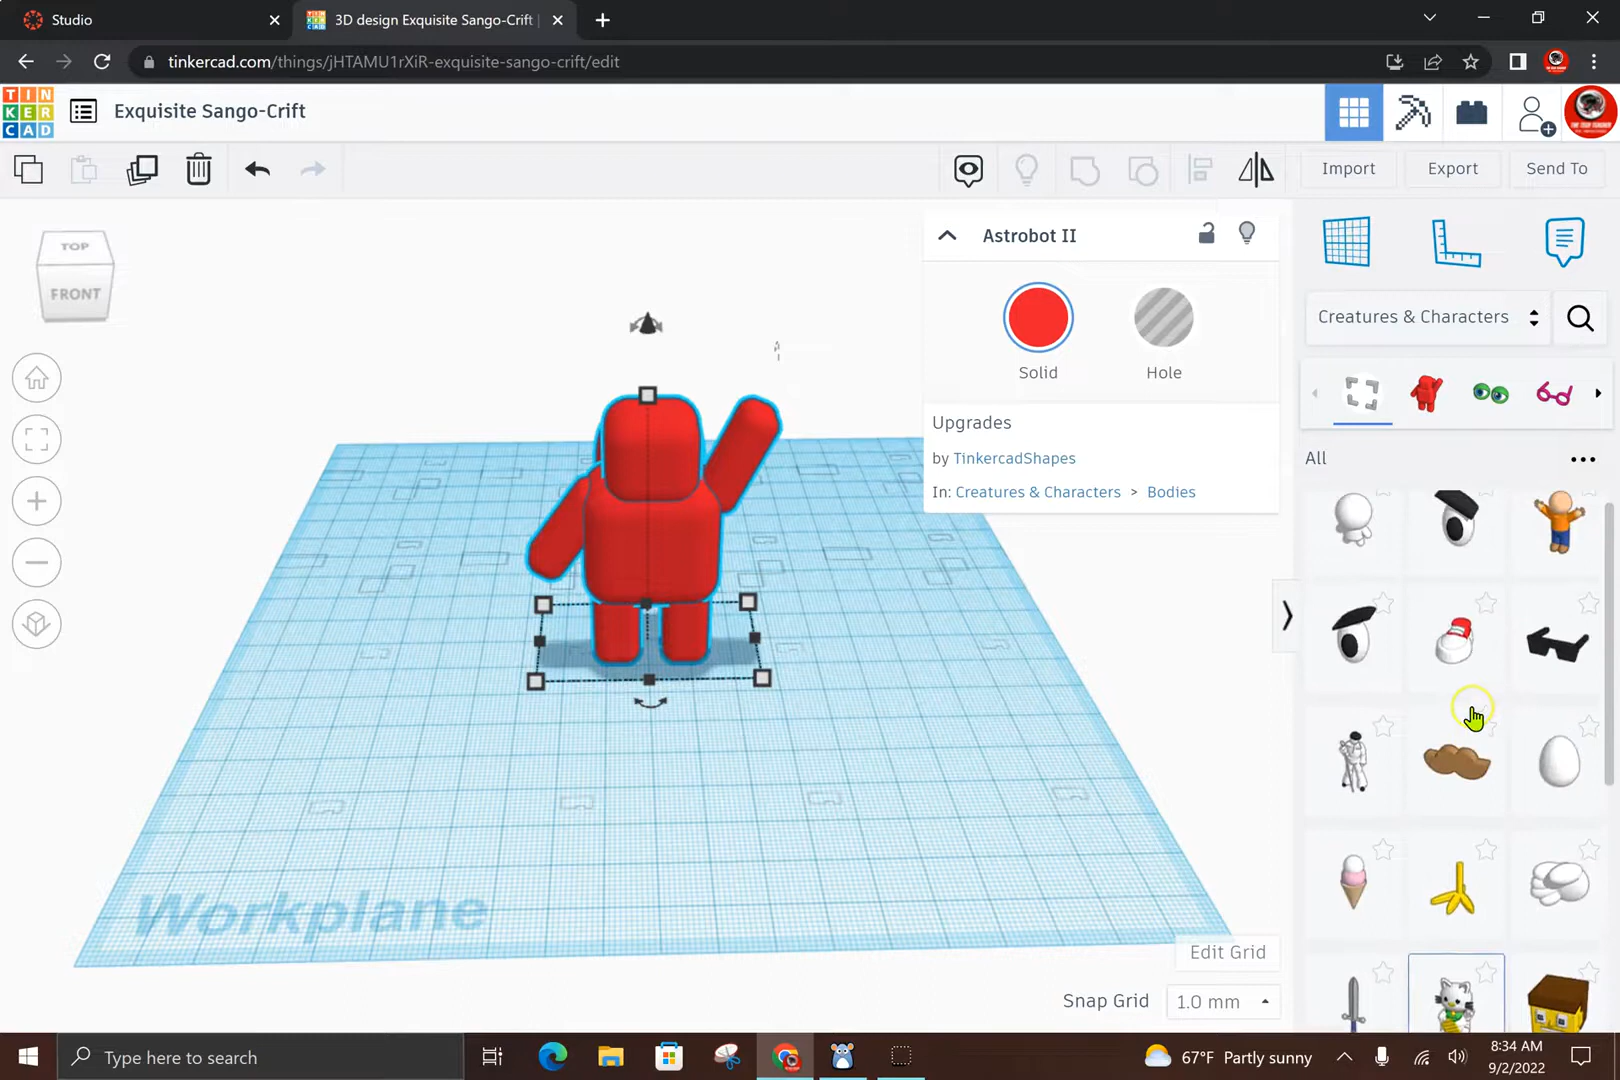 Studio
3D design Exquisite Sango-Crift |
tinkercad.com/things/jHTAMU1rXiR-exquisite-sango-crift/edit
TIN
KER
CAD
Exquisite Sango-Crift
Import
Export
Send To
TOP
FRONT
Astrobot II
Solid
Hole
Upgrades
by TinkercadShapes
In: Creatures & Characters > Bodies
Creatures & Characters
All
Workplane
Edit Grid
Snap Grid
1.0 mm
Type here to search
67°F Partly sunny
8:34 AM
9/2/2022